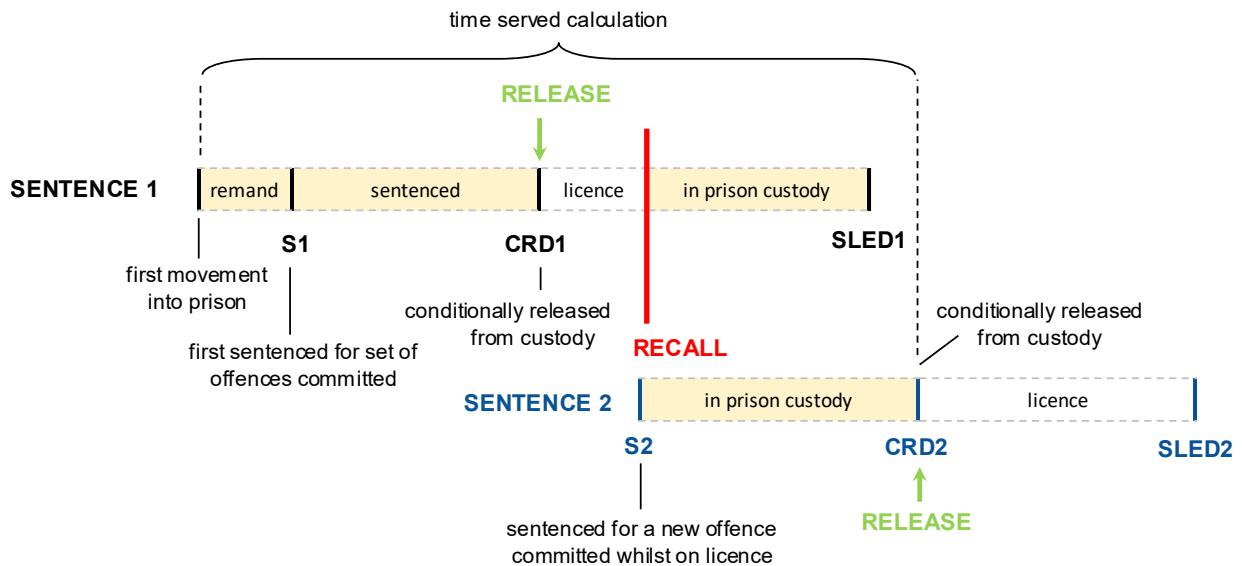 time served calculation
RELEASE
SENTENCE 1
remand
sentenced
licence
in prison custody
S1
CRD1
SLED1
first movement
into prison
conditionally released
from custody
conditionally released
from custody
first sentenced for set of
offences committed
RECALL
SENTENCE 2
in prison custody
licence
S2
CRD2
SLED2
RELEASE
sentenced for a new offence
committed whilst on licence